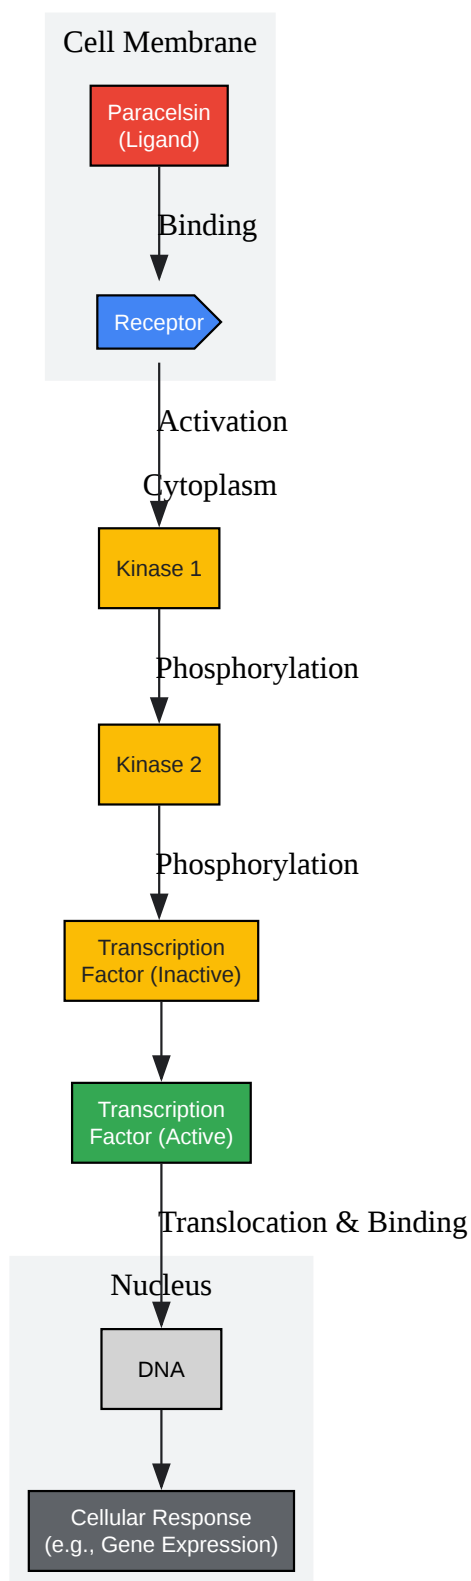 Cell Membrane
Paracelsin
(Ligand)
Binding
Receptor
Activation
Cytoplasm
Kinase 1
Phosphorylation
Kinase 2
Phosphorylation
Transcription
Factor (Inactive)
Transcription
Factor (Active)
Translocation & Binding
Nucleus
DNA
Cellular Response
(e.g., Gene Expression)